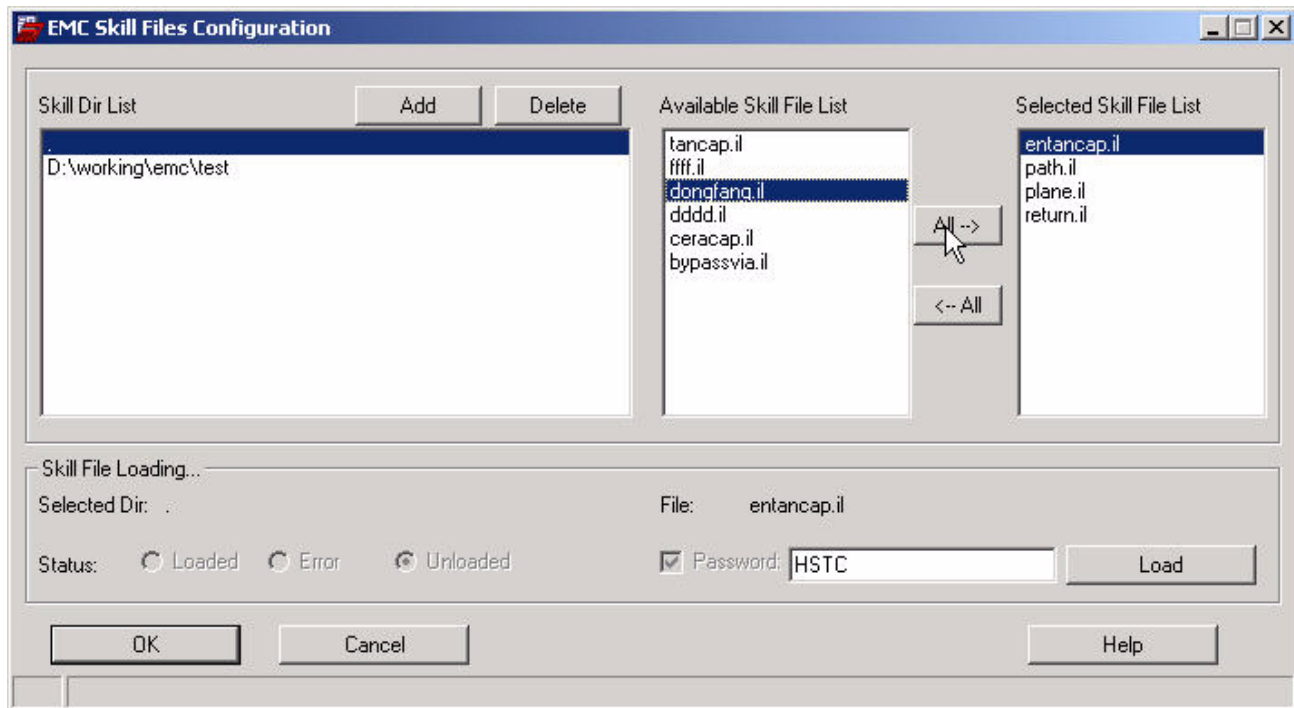 EMC Skill Files Configuration
Skill Dir List
Add
Delete
.
D:\working\emc\test
Available Skill File List
tancap.il
ffff.il
dongfang.il
dddd.il
ceracap.il
bypassvia.il
All -->
<-- All
Selected Skill File List
entancap.il
path.il
plane.il
return.il
Skill File Loading...
Selected Dir: .
File: entancap.il
Status: Loaded Error Unloaded
Password: HSTC
Load
OK
Cancel
Help